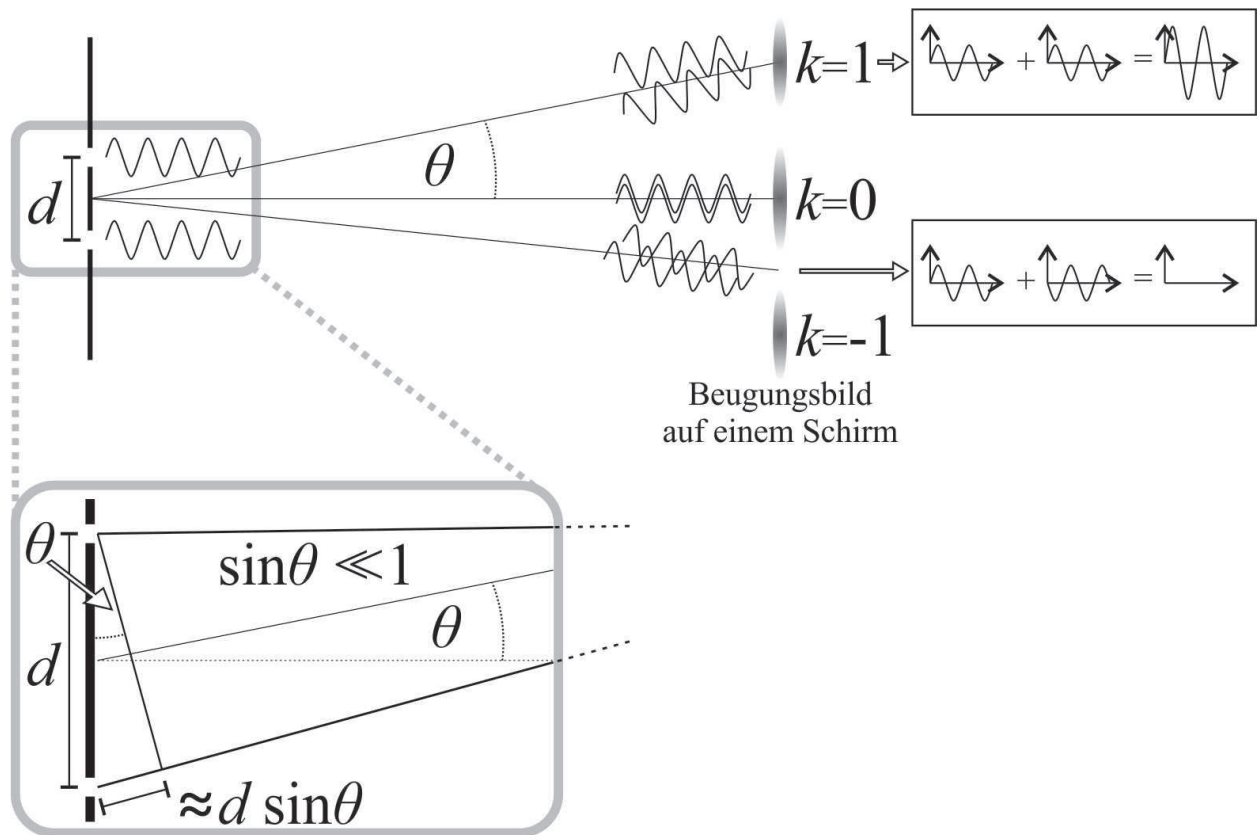 k=1
+
=
θ
d
k=0
+
=
k=-1
Beugungsbild
auf einem Schirm
θ
sinθ ≪1
θ
d
≈d sinθ